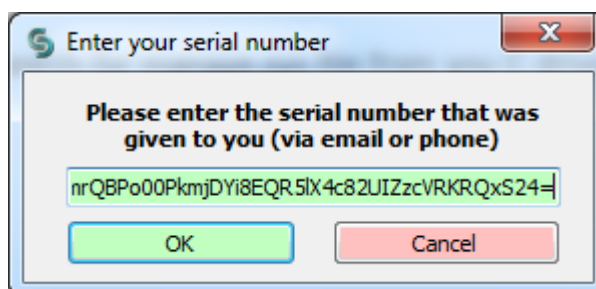 Enter your serial number
Please enter the serial number that was
given to you (via email or phone)
nrQBPo00PkmjDYi8EQR5lX4c82UIZzcVRKRQxS24=
OK
Cancel